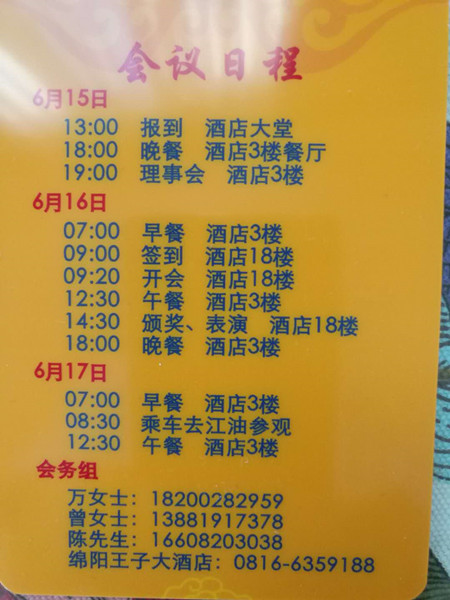 会议日程
6月15日
13:00 报到 酒店大堂
18:00 晚餐 酒店3楼餐厅
19:00 理事会 酒店3楼
6月16日
07:00 早餐 酒店3楼
09:00 签到 酒店18楼
09:20 开会 酒店18楼
12:30 午餐 酒店3楼
14:30 颁奖、表演 酒店18楼
18:00 晚餐 酒店3楼
6月17日
07:00 早餐 酒店3楼
08:30 乘车去江油参观
12:30 午餐 酒店3楼
会务组
万女士：18200282959
曾女士：13881917378
陈先生：16608203038
绵阳王子大酒店：0816-6359188